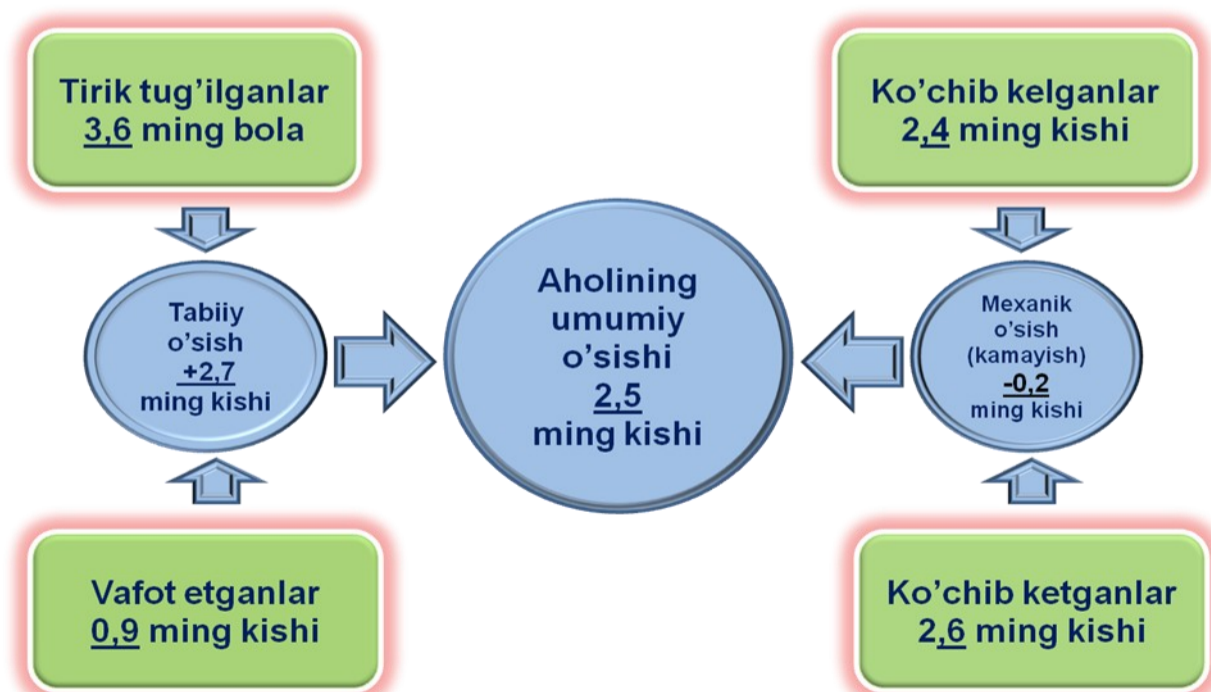 Tirik tug’ilganlar
3,6 ming bola
Ko’chib kelganlar
2,4 ming kishi
Tabiiy
o’sish
+2,7
ming kishi
Aholining
umumiy
o’sishi
2,5
ming kishi
Mexanik
o’sish
(kamayish)
-0,2
ming kishi
Vafot etganlar
0,9 ming kishi
Ko’chib ketganlar
2,6 ming kishi